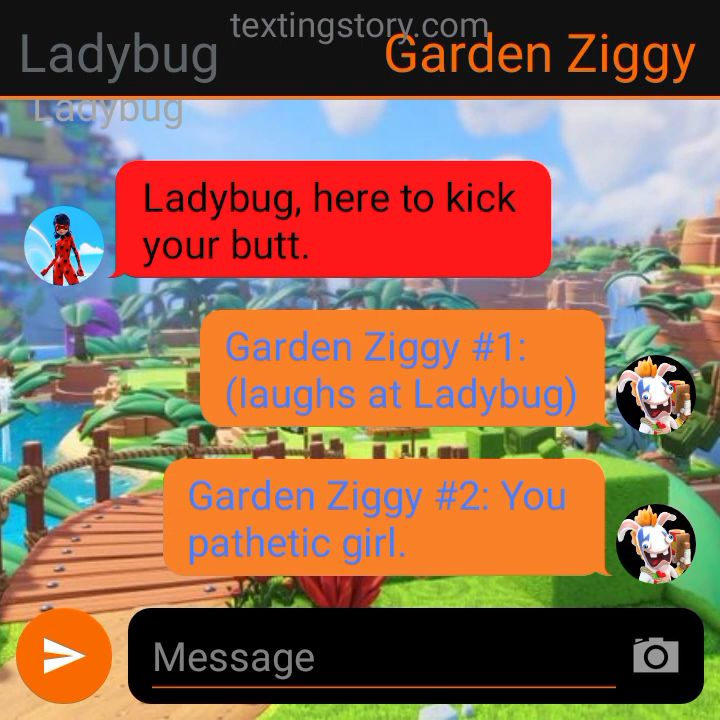 textingstory.com
Ladybug
Garden Ziggy
Ladybug
Ladybug, here to kick
your butt.
Garden Ziggy #1:
(laughs at Ladybug)
Garden Ziggy #2: You
pathetic girl.
Message